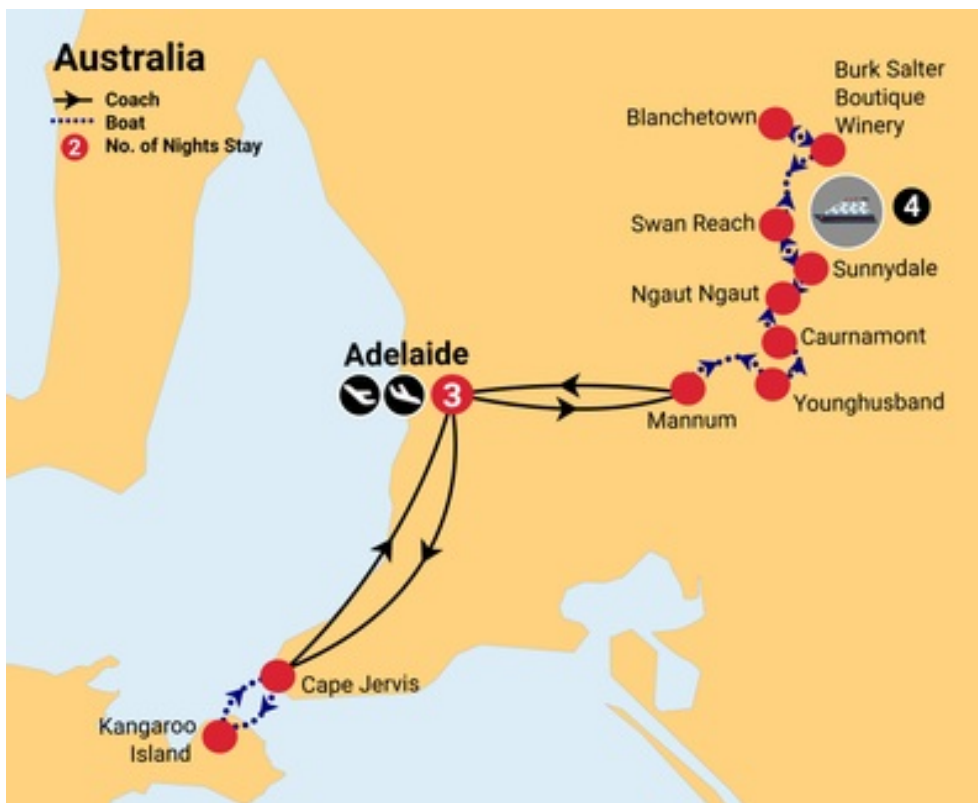 Australia
Coach
Boat
2 No. of Nights Stay
Burk Salter
Boutique
Winery
Blanchetown
4
Swan Reach
Sunnydale
Ngaut Ngaut
Caurnamont
Adelaide
3
Younghusband
Mannum
Cape Jervis
Kangaroo
Island